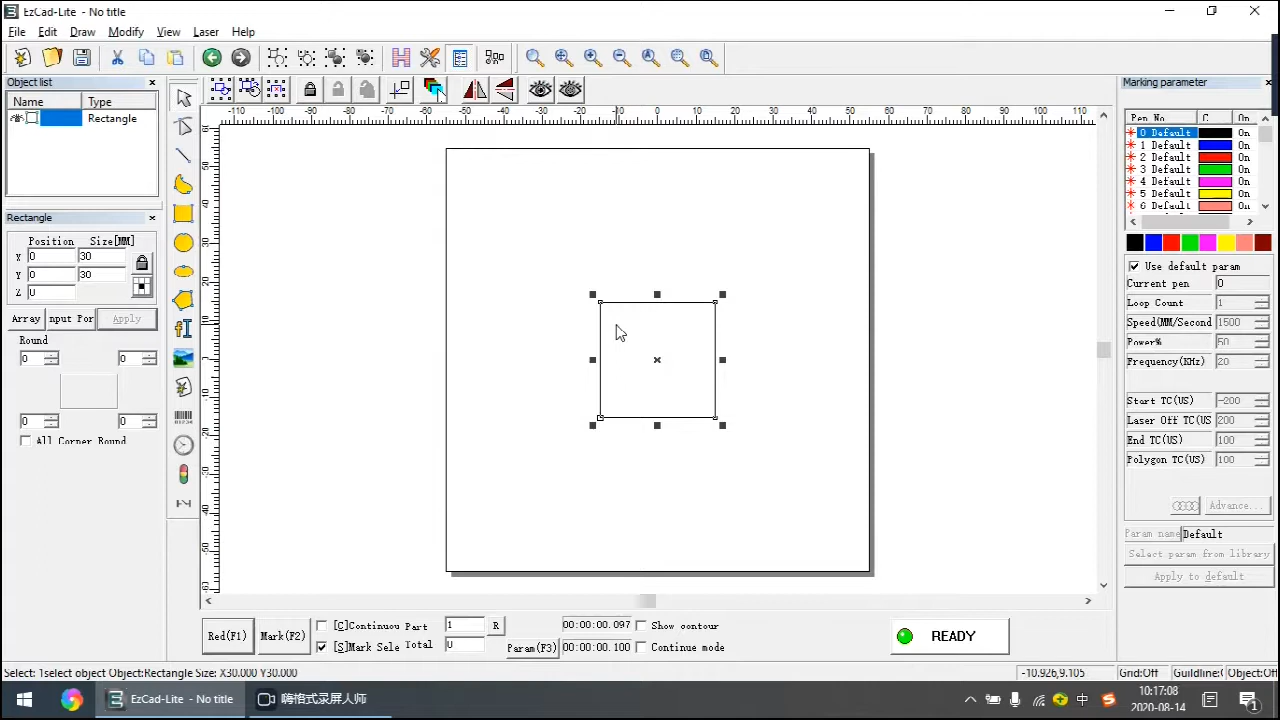 EzCad-Lite - No title
File Edit Draw Modify View Laser Help
Object list
Name Type
Rectangle
Rectangle
Position Size[MM]
X 0 30
Y 0 30
Z 0
Array nput For Apply
Round
0 0
0 0
All Corner Round
-110 -100 -90 -80 -70 -60 -50 -40 -30 -20 -10 0 10 20 30 40 50 60 70 80 90 100 110
Marking parameter
Pen No C On
0 Default On
1 Default On
2 Default On
3 Default On
4 Default On
5 Default On
6 Default On
Use default param
Current pen 0
Loop Count 1
Speed(MM/Second 1500
Power% 50
Frequency(KHz) 20
Start TC(US) -200
Laser Off TC(US 200
End TC(US) 100
Polygon TC(US) 100
Advance...
Param name Default
Select param from library
Apply to default
Red(F1) Mark(F2) [C]Continuou Part 1 R 00:00:00.097 Show contour
[S]Mark Sele Total 0 Param(F3) 00:00:00.100 Continue mode
READY
Select: 1select object Object:Rectangle Size: X30.000 Y30.000 -10.926,9.105 Grid:Off Guildline:( Object:Off
EzCad-Lite - No title 嗨格式录屏大师 中 10:17:08
2020-08-14